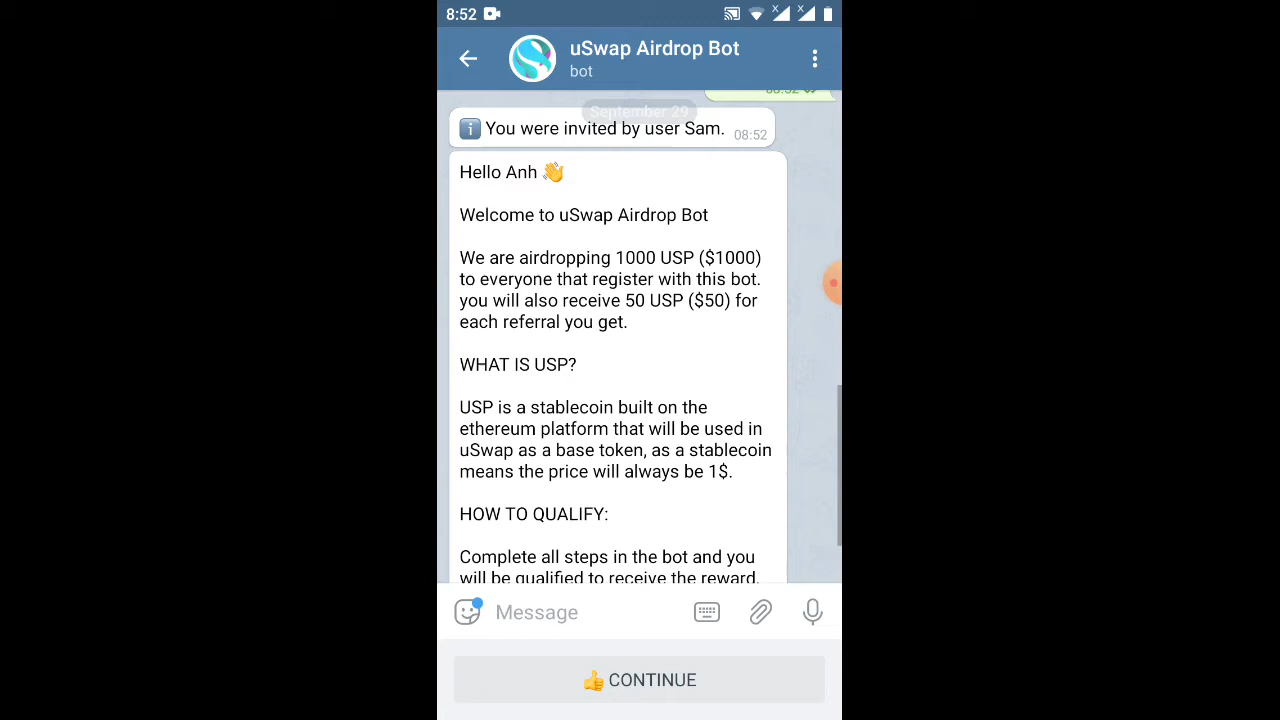 8:52
uSwap Airdrop Bot
bot
September 29
You were invited by user Sam. 08:52
Hello Anh 👋
Welcome to uSwap Airdrop Bot
We are airdropping 1000 USP ($1000)
to everyone that register with this bot.
you will also receive 50 USP ($50) for
each referral you get.
WHAT IS USP?
USP is a stablecoin built on the
ethereum platform that will be used in
uSwap as a base token, as a stablecoin
means the price will always be 1$.
HOW TO QUALIFY:
Complete all steps in the bot and you
will be qualified to receive the reward.
Message
👍 CONTINUE